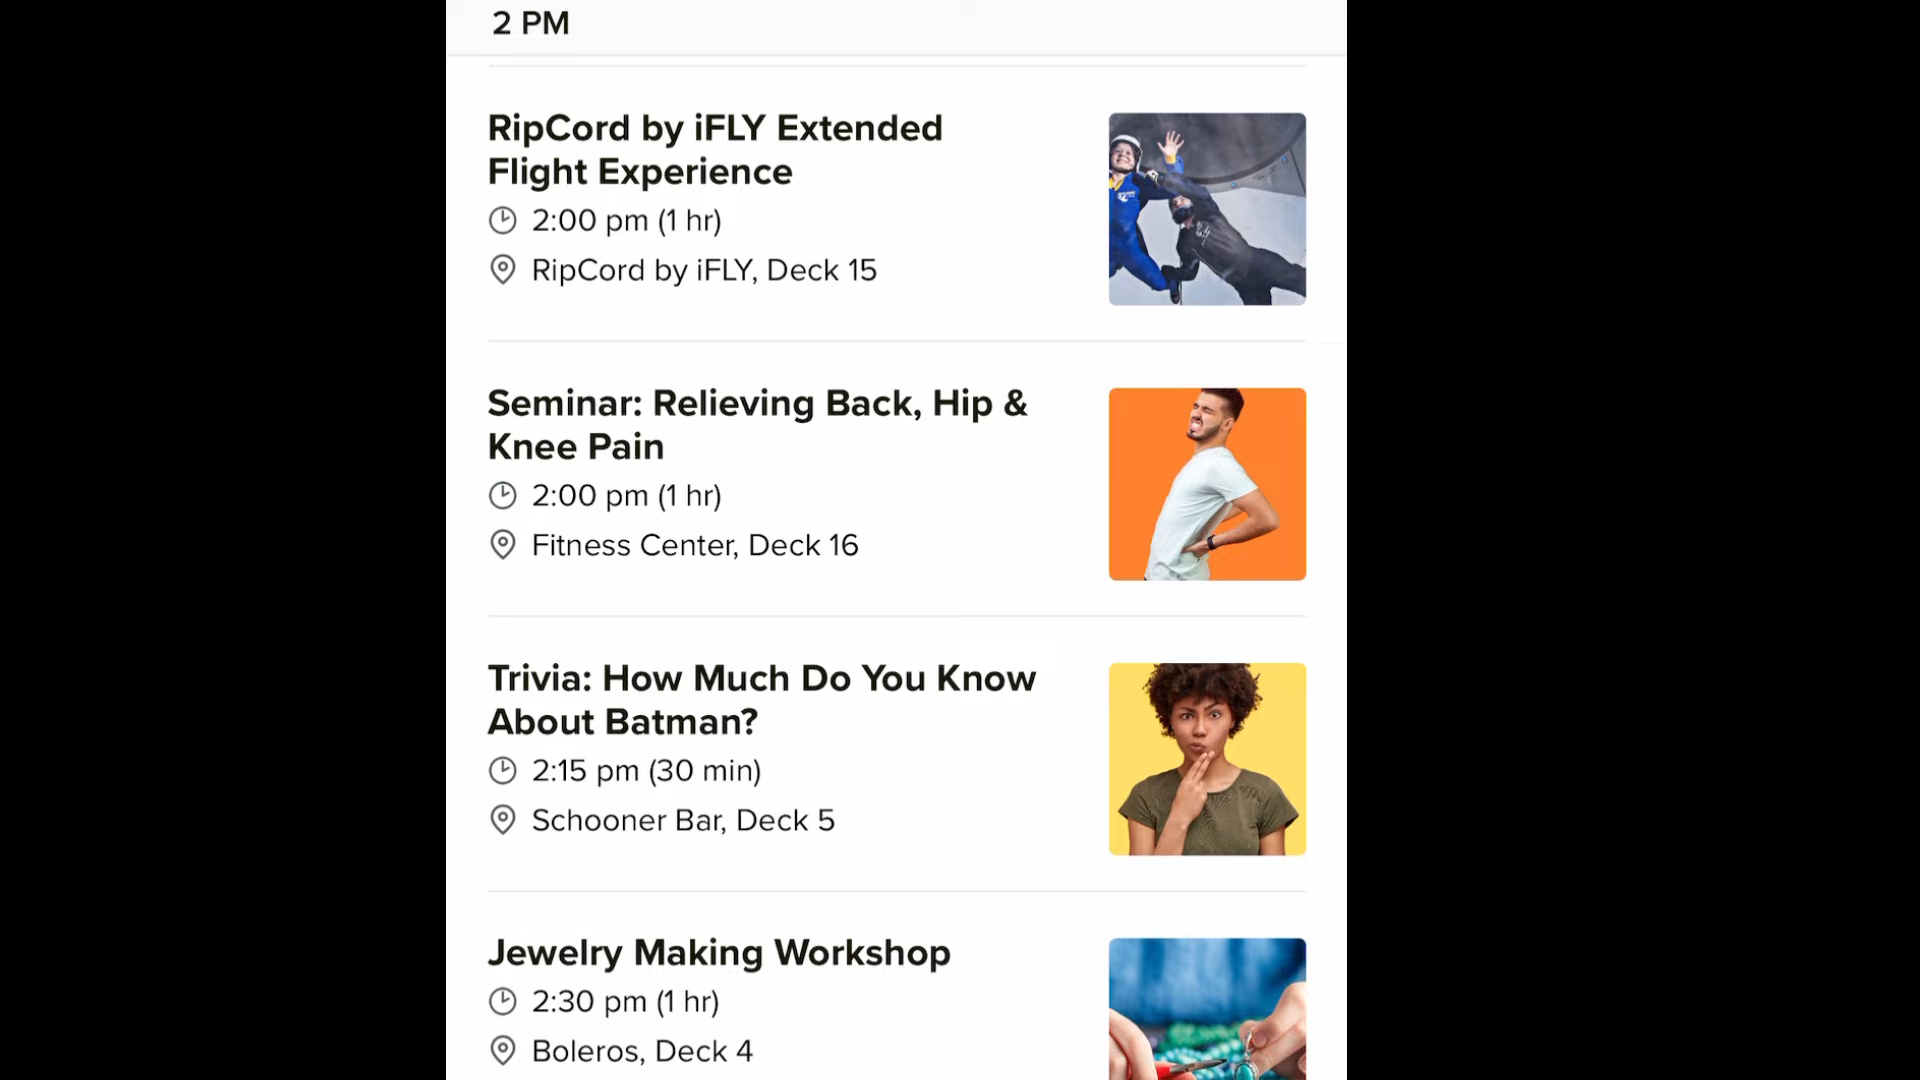 2 PM
RipCord by iFLY Extended
Flight Experience
2:00 pm (1 hr)
RipCord by iFLY, Deck 15
Seminar: Relieving Back, Hip &
Knee Pain
2:00 pm (1 hr)
Fitness Center, Deck 16
Trivia: How Much Do You Know
About Batman?
2:15 pm (30 min)
Schooner Bar, Deck 5
Jewelry Making Workshop
2:30 pm (1 hr)
Boleros, Deck 4